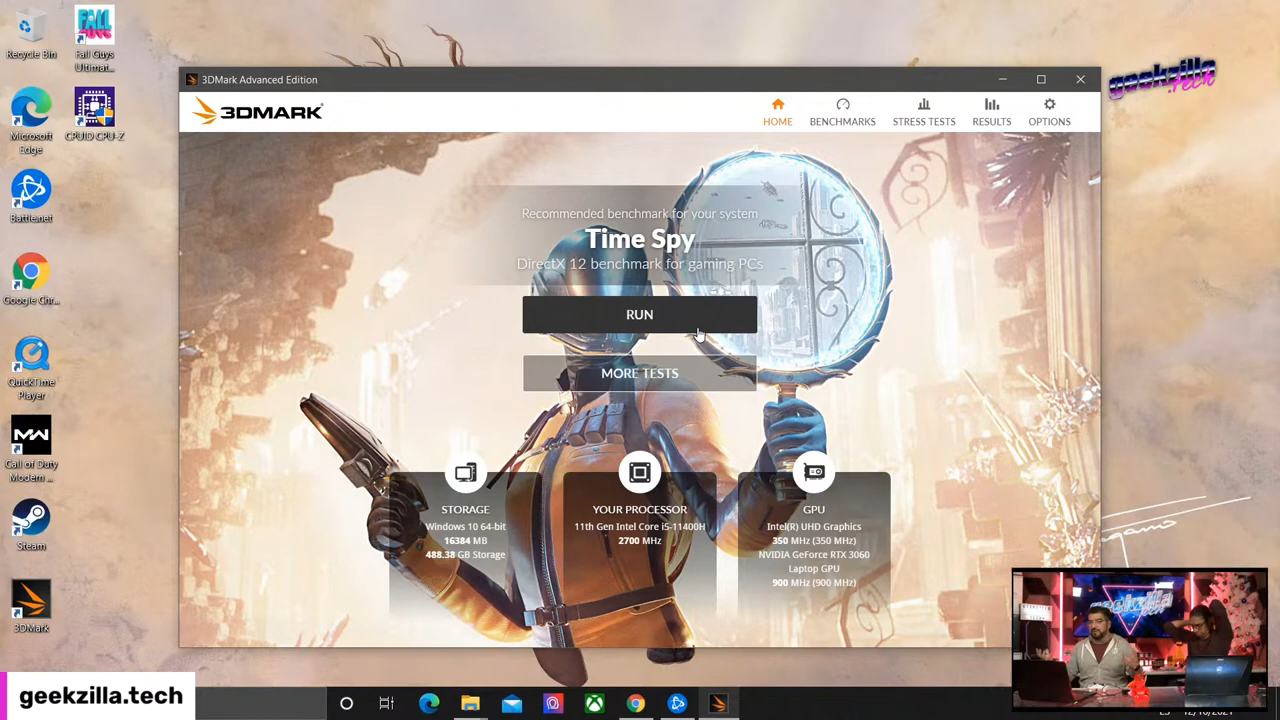 Recycle Bin
FALL GUYS
Fall Guys
Ultimat...
Microsoft
Edge
CPUID CPU-Z
Battle.net
Google Chr...
QuickTime
Player
MW
Call of Duty
Modern ...
Steam
3DMark
3DMark Advanced Edition
3DMARK
HOME
BENCHMARKS
STRESS TESTS
RESULTS
OPTIONS
geekzilla
.tech
Recommended benchmark for your system
Time Spy
DirectX 12 benchmark for gaming PCs
RUN
MORE TESTS
STORAGE
Windows 10 64-bit
16384 MB
488.38 GB Storage
YOUR PROCESSOR
11th Gen Intel Core i5-11400H
2700 MHz
GPU
Intel(R) UHD Graphics
350 MHz (350 MHz)
NVIDIA GeForce RTX 3060
Laptop GPU
900 MHz (900 MHz)
geekzilla
geekzilla.tech